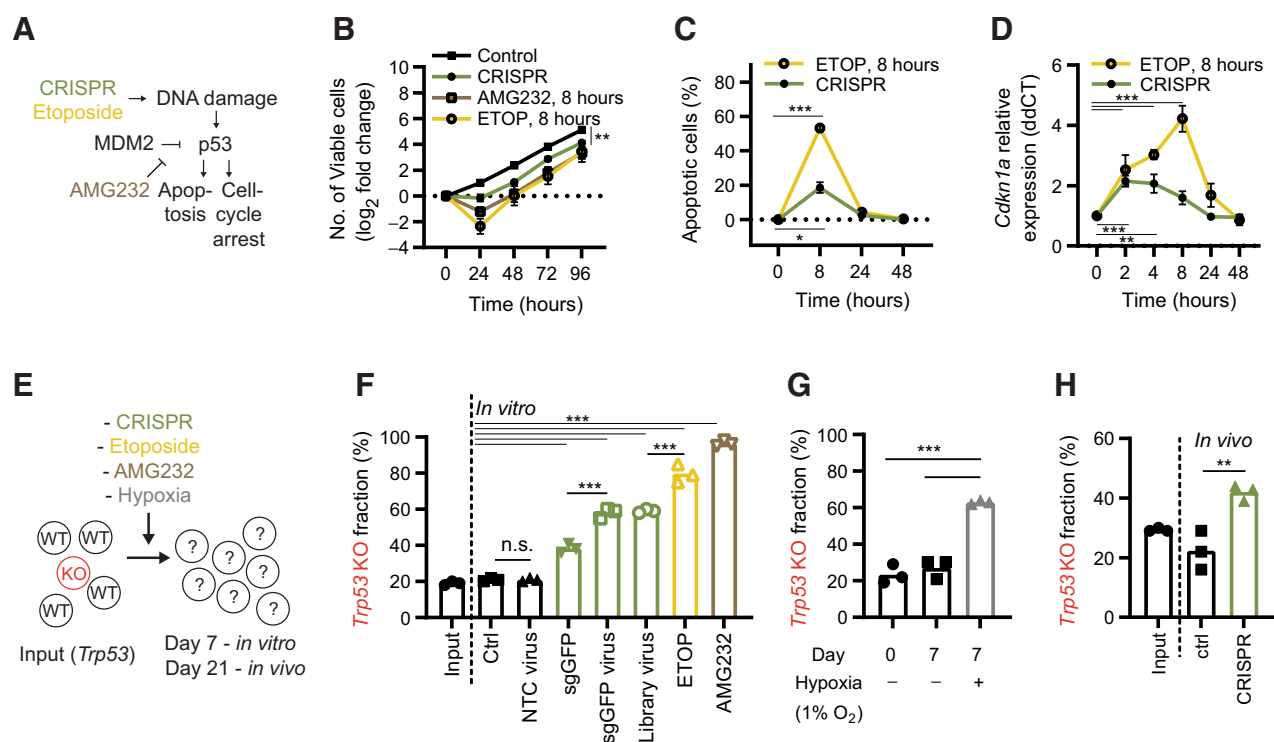 A
CRISPR
Etoposide
DNA damage
MDM2
p53
AMG232
Apop-
tosis
Cell-
cycle
arrest
B
Control
CRISPR
AMG232, 8 hours
ETOP, 8 hours
No. of Viable cells
(log2 fold change)
10
8
6
4
2
0
–2
–4
**
0 24 48 72 96
Time (hours)
C
ETOP, 8 hours
CRISPR
Apoptotic cells (%)
80
60
40
20
0
***
*
0 8 24 48
Time (hours)
D
ETOP, 8 hours
CRISPR
Cdkn1a relative
expression (ddCT)
6
4
2
0
***
***
**
0 2 4 8 24 48
Time (hours)
E
- CRISPR
- Etoposide
- AMG232
- Hypoxia
WT WT
KO
WT
WT
? ? ? ? ? ? ?
Input (Trp53)
Day 7 - in vitro
Day 21 - in vivo
F
In vitro
Trp53 KO fraction (%)
100
80
60
40
20
0
***
***
***
n.s.
Input
Ctrl
NTC virus
sgGFP
sgGFP virus
Library virus
ETOP
AMG232
G
Trp53 KO fraction (%)
100
80
60
40
20
0
***
Day 0 7 7
Hypoxia – – +
(1% O2)
H
In vivo
Trp53 KO fraction (%)
60
40
20
0
**
Input
ctrl
CRISPR